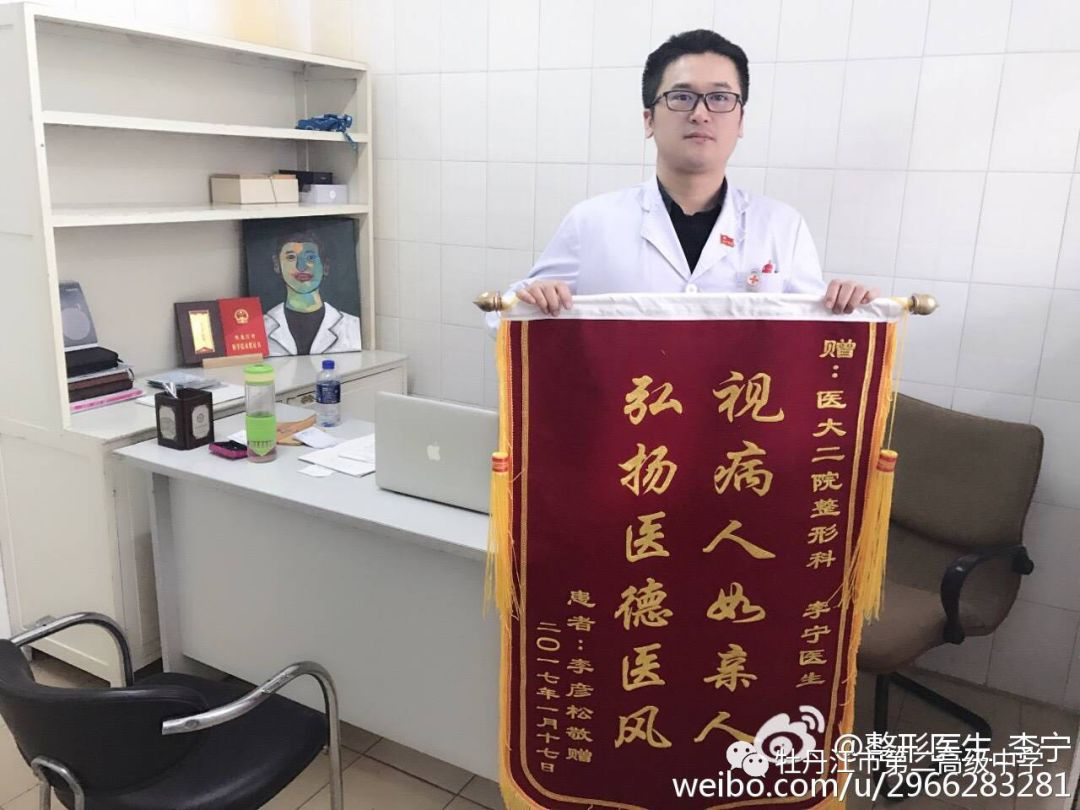 赠：医大二院整形科 李宁医生
视病人如亲人
弘扬医德医风
患者：李彦松敬赠
二〇一七年一月十七日
@整形医生_李宁
牡丹江市第一高级中学
weibo.com/u/2966283281